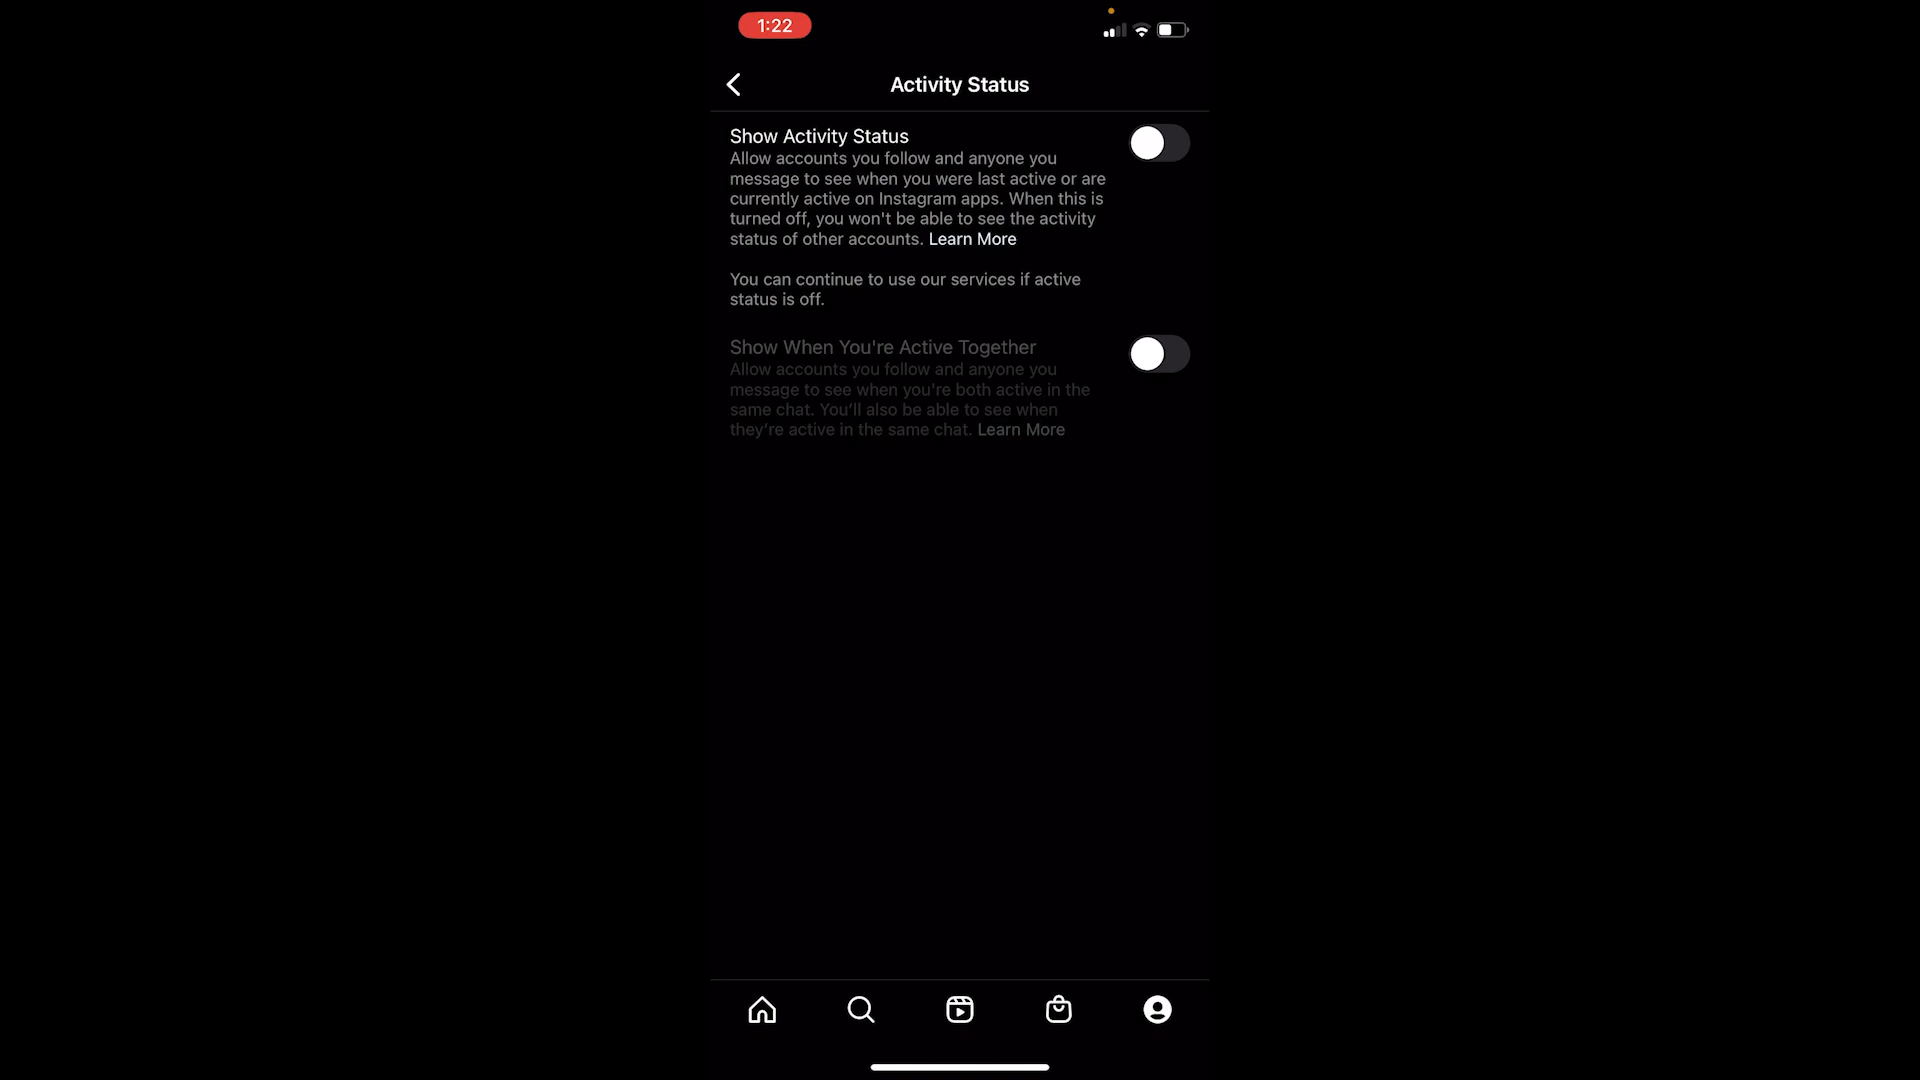 1:22
Activity Status
Show Activity Status
Allow accounts you follow and anyone you
message to see when you were last active or are
currently active on Instagram apps. When this is
turned off, you won't be able to see the activity
status of other accounts. Learn More
You can continue to use our services if active
status is off.
Show When You're Active Together
Allow accounts you follow and anyone you
message to see when you're both active in the
same chat. You’ll also be able to see when
they’re active in the same chat. Learn More